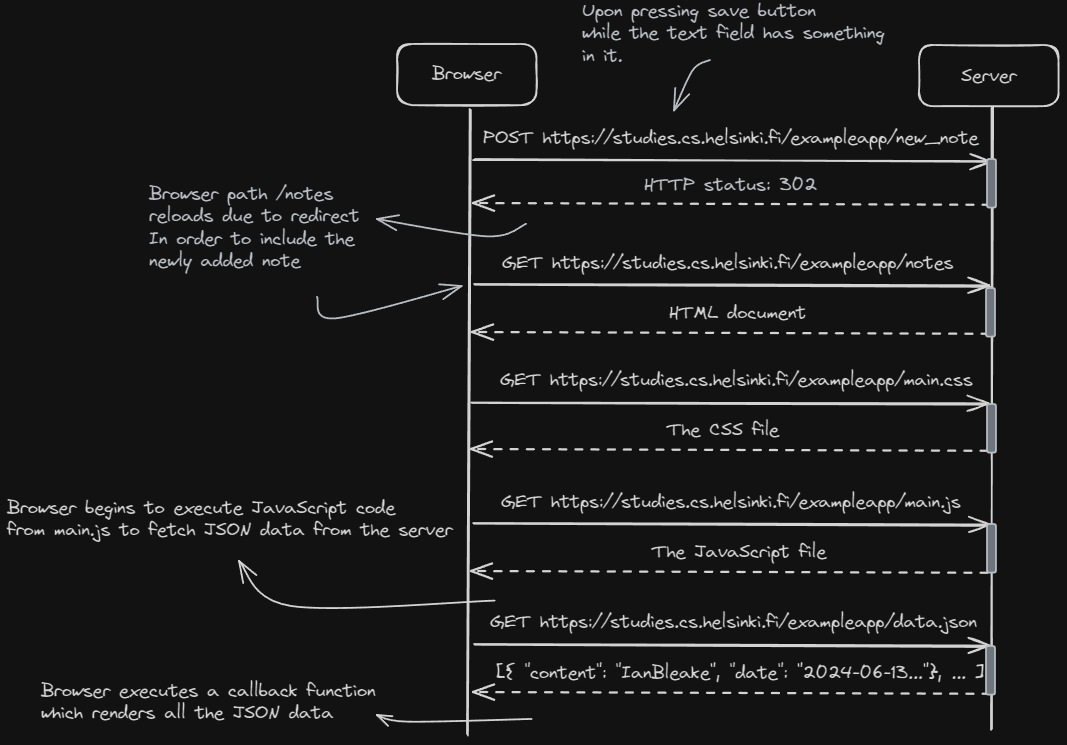 Upon pressing save button
while the text field has something
in it.
Browser
Server
POST https://studies.cs.helsinki.fi/exampleapp/new_note
HTTP status: 302
Browser path /notes
reloads due to redirect
In order to include the
newly added note
GET https://studies.cs.helsinki.fi/exampleapp/notes
HTML document
GET https://studies.cs.helsinki.fi/exampleapp/main.css
The CSS file
GET https://studies.cs.helsinki.fi/exampleapp/main.js
Browser begins to execute JavaScript code
from main.js to fetch JSON data from the server
The JavaScript file
GET https://studies.cs.helsinki.fi/exampleapp/data.json
[{ "content": "IanBleake", "date": "2024-06-13..."}, ... ]
Browser executes a callback function
which renders all the JSON data